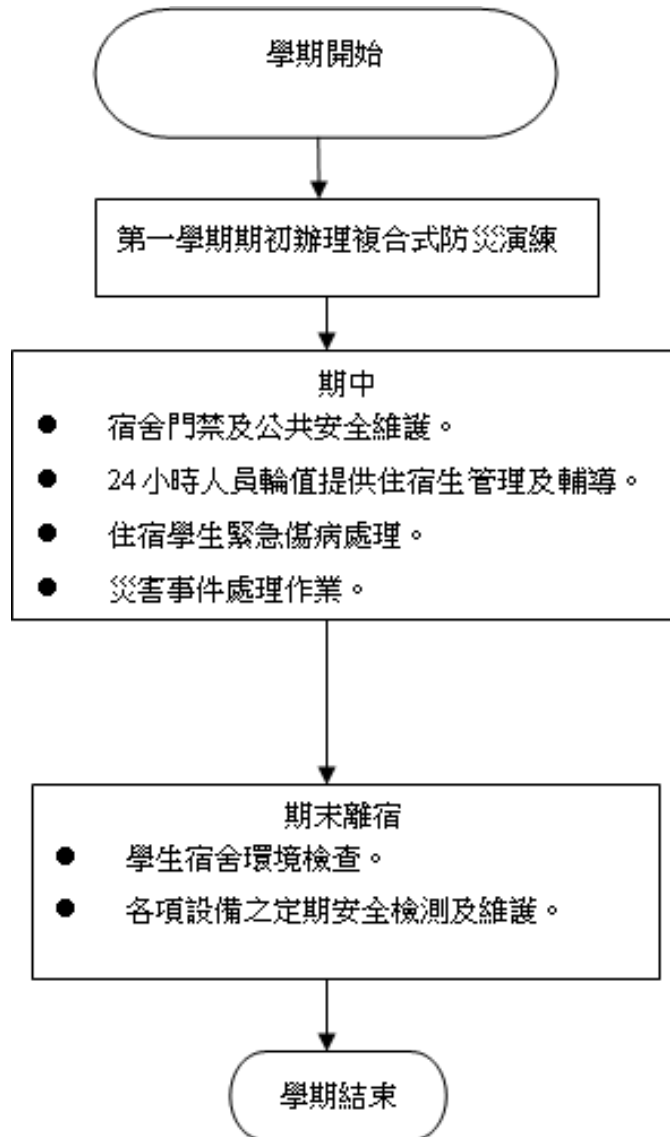 學期開始
第一學期期初辦理複合式防災演練
期中
● 宿舍門禁及公共安全維護。
● 24小時人員輪值提供住宿生管理及輔導。
● 住宿學生緊急傷病處理。
● 災害事件處理作業。
期末離宿
● 學生宿舍環境檢查。
● 各項設備之定期安全檢測及維護。
學期結束